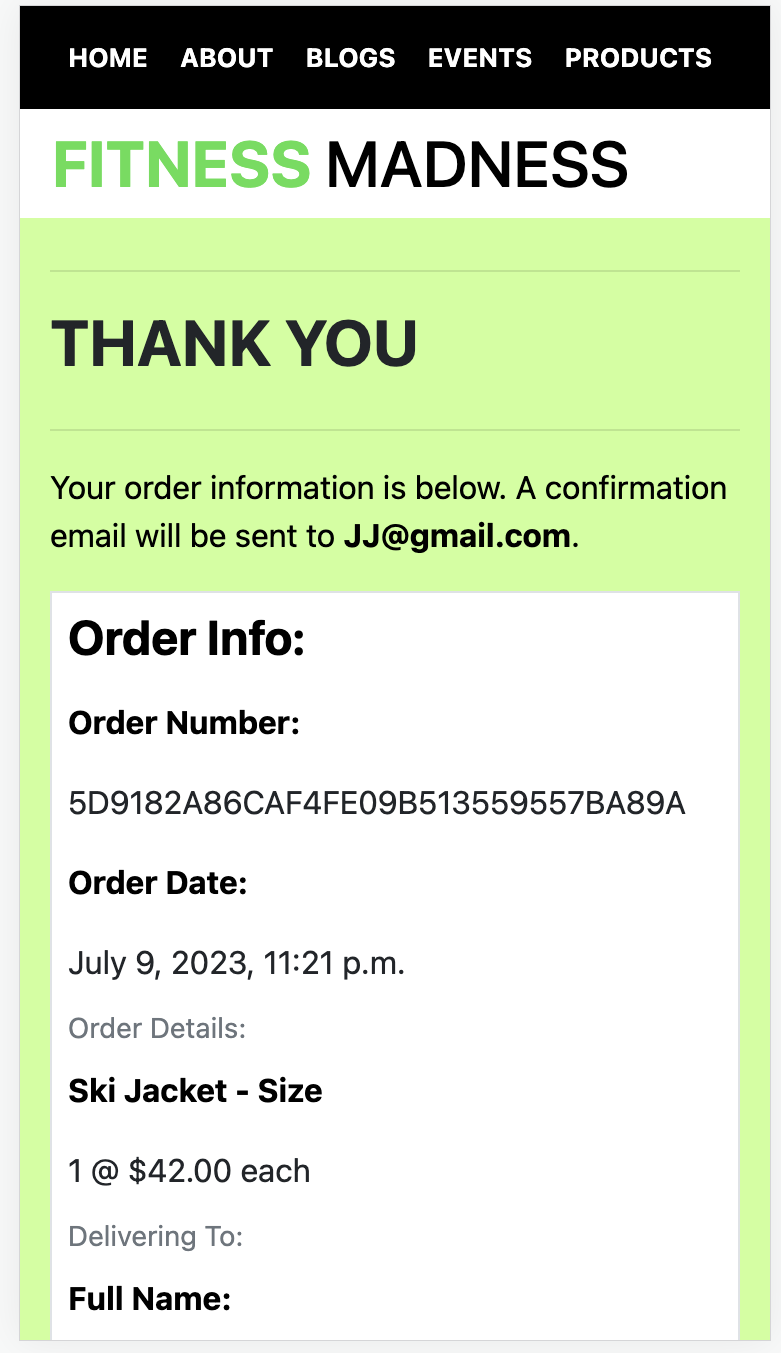 HOME ABOUT BLOGS EVENTS PRODUCTS
FITNESS MADNESS
THANK YOU
Your order information is below. A confirmation
email will be sent to JJ@gmail.com.
Order Info:
Order Number:
5D9182A86CAF4FE09B513559557BA89A
Order Date:
July 9, 2023, 11:21 p.m.
Order Details:
Ski Jacket - Size
1 @ $42.00 each
Delivering To:
Full Name: